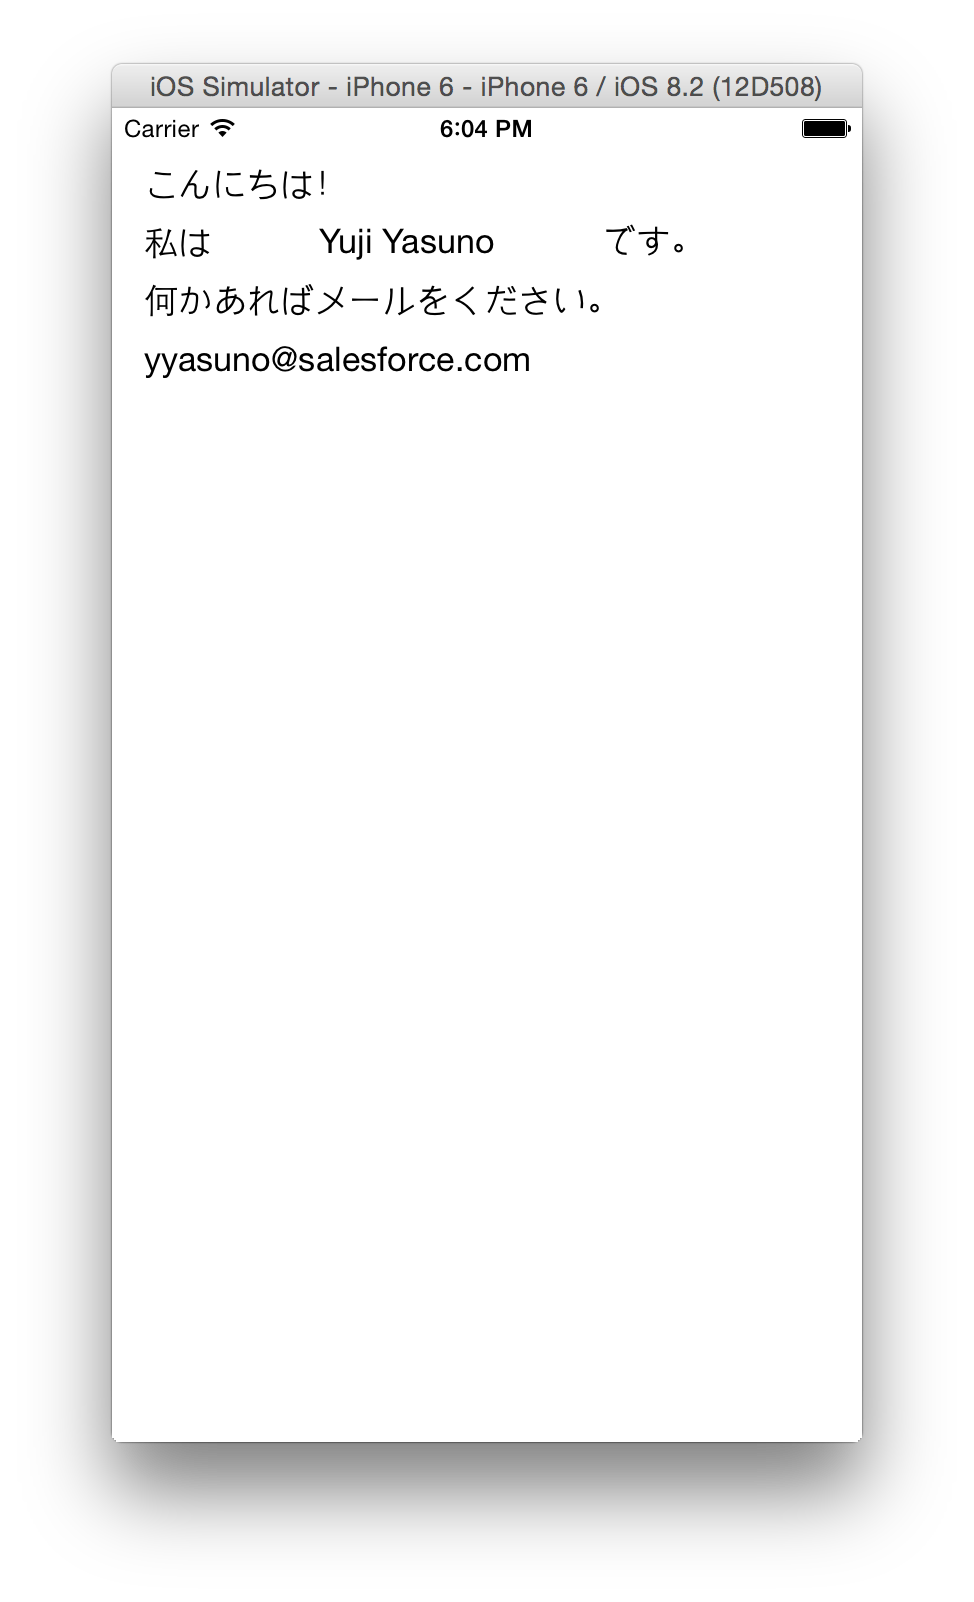 iOS Simulator - iPhone 6 - iPhone 6 / iOS 8.2 (12D508)
Carrier 6:04 PM
こんにちは!
私は Yuji Yasuno です。
何かあればメールをください。
yyasuno@salesforce.com